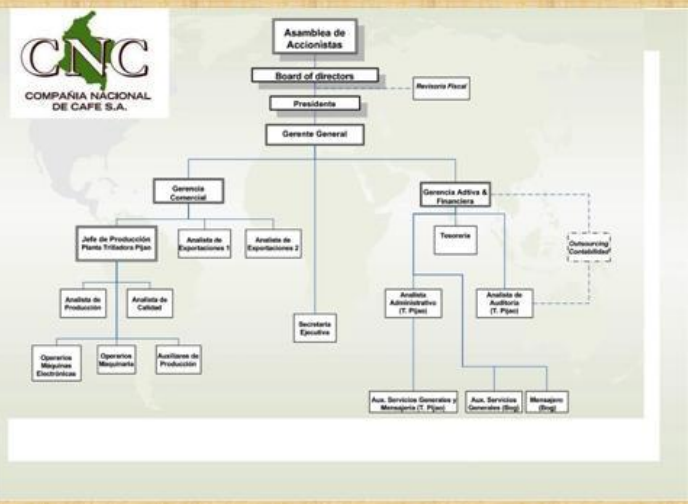 CNC
COMPAÑIA NACIONAL
DE CAFE S.A.
Asamblea de
Accionistas
Board of directors
Revisoria Fiscal
Presidente
Gerente General
Gerencia
Comercial
Gerencia Adtiva &
Financiera
Jefe de Producción
Planta Trilladora Pijao
Analista de
Exportaciones 1
Analista de
Exportaciones 2
Tesoreria
Outsourcing
Contabilidad
Analista de
Producción
Analista de
Calidad
Analista
Administrativo
(T. Pijao)
Analista de
Auditoria
(T. Pijao)
Secretaria
Ejecutiva
Operarios
Máquinas
Electrónicas
Operarios
Maquinaria
Auxiliares de
Producción
Aux. Servicios Generales y
Mensajería (T. Pijao)
Aux. Servicios
Generales (Bog)
Mensajero
(Bog)